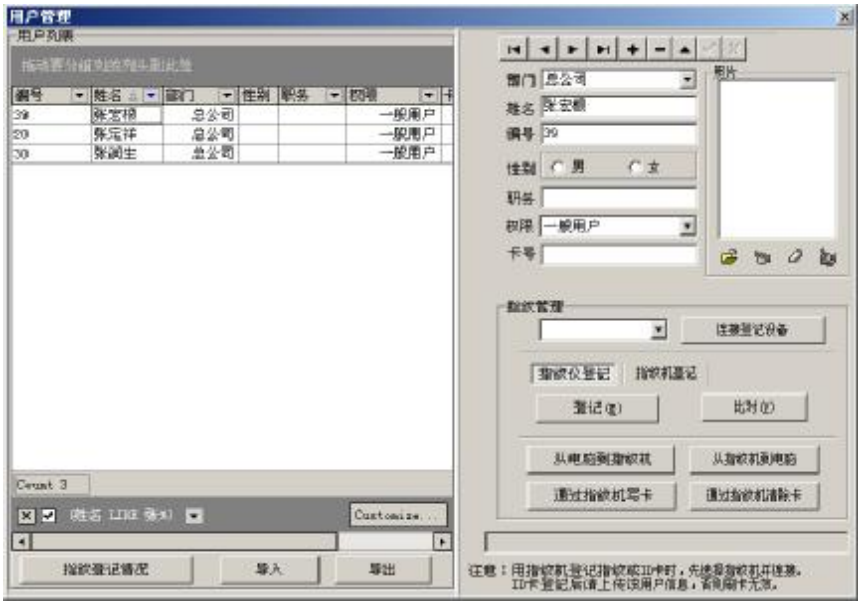 用户管理
用户列表
拖动要分组列的列头到此处
编号 姓名 部门 性别 职务 权限 卡
39 张宏根 总公司 一般用户
20 张定祥 总公司 一般用户
30 张润生 总公司 一般用户
Count 3
(姓名 LIKE 张%)
Customize...
指纹登记情况 导入 导出
部门 总公司
姓名 张宏根
编号 39
性别 男 女
职务
权限 一般用户
卡号
照片
指纹管理
连接登记设备
指纹仪登记 指纹机登记
登记(R) 比对(Y)
从电脑到指纹机 从指纹机到电脑
通过指纹机写卡 通过指纹机清除卡
注意：用指纹机登记指纹或ID卡时，先选择指纹机并连接。
ID卡登记后请上传该用户信息，否则刷卡无效。